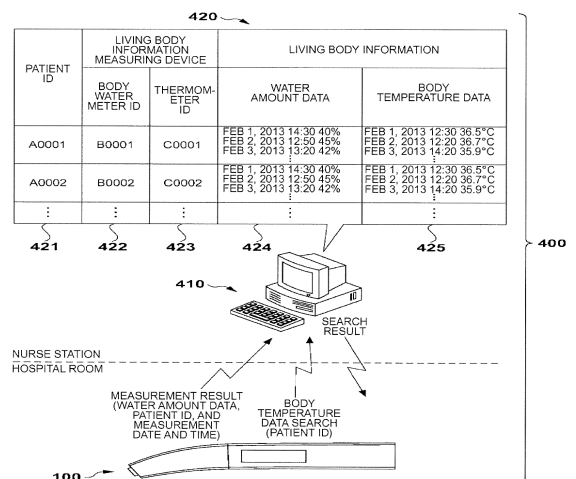 420
PATIENT
ID
LIVING BODY
INFORMATION
MEASURING DEVICE
LIVING BODY INFORMATION
BODY
WATER
METER ID
THERMOM-
ETER
ID
WATER
AMOUNT DATA
BODY
TEMPERATURE DATA
A0001
B0001
C0001
FEB 1, 2013 14:30 40%
FEB 2, 2013 12:50 45%
FEB 3, 2013 13:20 42%
FEB 1, 2013 12:30 36.5°C
FEB 2, 2013 12:20 36.7°C
FEB 3, 2013 14:20 35.9°C
A0002
B0002
C0002
FEB 1, 2013 14:30 40%
FEB 2, 2013 12:50 45%
FEB 3, 2013 13:20 42%
FEB 1, 2013 12:30 36.5°C
FEB 2, 2013 12:20 36.7°C
FEB 3, 2013 14:20 35.9°C
421
422
423
424
425
400
410
SEARCH
RESULT
NURSE STATION
HOSPITAL ROOM
MEASUREMENT RESULT
(WATER AMOUNT DATA,
PATIENT ID, AND
MEASUREMENT
DATE AND TIME)
BODY
TEMPERATURE
DATA SEARCH
(PATIENT ID)
100